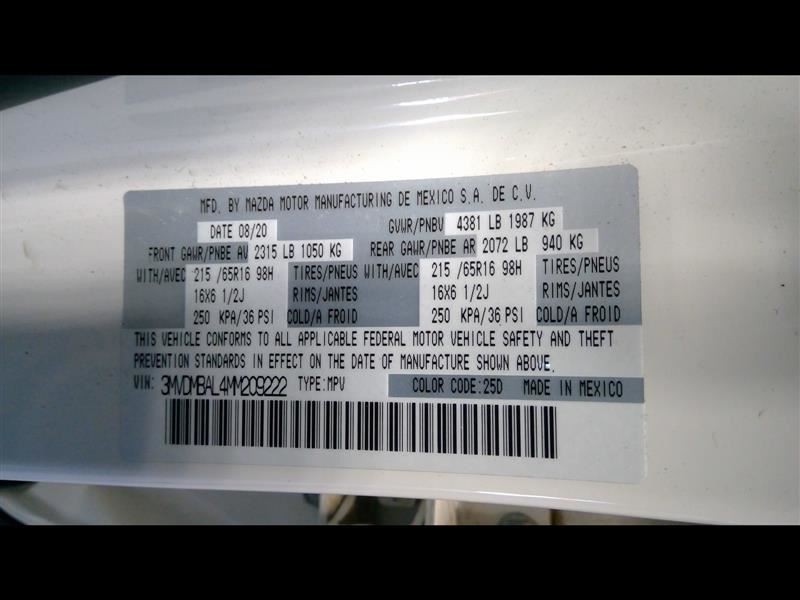 MFD. BY MAZDA MOTOR MANUFACTURING DE MEXICO S.A. DE C.V.
DATE 08/20 GVWR/PNBV 4381 LB 1987 KG
FRONT GAWR/PNBE AV 2315 LB 1050 KG REAR GAWR/PNBE AR 2072 LB 940 KG
WITH/AVEC 215 /65R16 98H TIRES/PNEUS WITH/AVEC 215 /65R16 98H TIRES/PNEUS
16X6 1/2J RIMS/JANTES 16X6 1/2J RIMS/JANTES
250 KPA/36 PSI COLD/A FROID 250 KPA/36 PSI COLD/A FROID
THIS VEHICLE CONFORMS TO ALL APPLICABLE FEDERAL MOTOR VEHICLE SAFETY AND THEFT
PREVENTION STANDARDS IN EFFECT ON THE DATE OF MANUFACTURE SHOWN ABOVE.
VIN: 3MVDMBAL4MM209222 TYPE:MPV COLOR CODE:25D MADE IN MEXICO